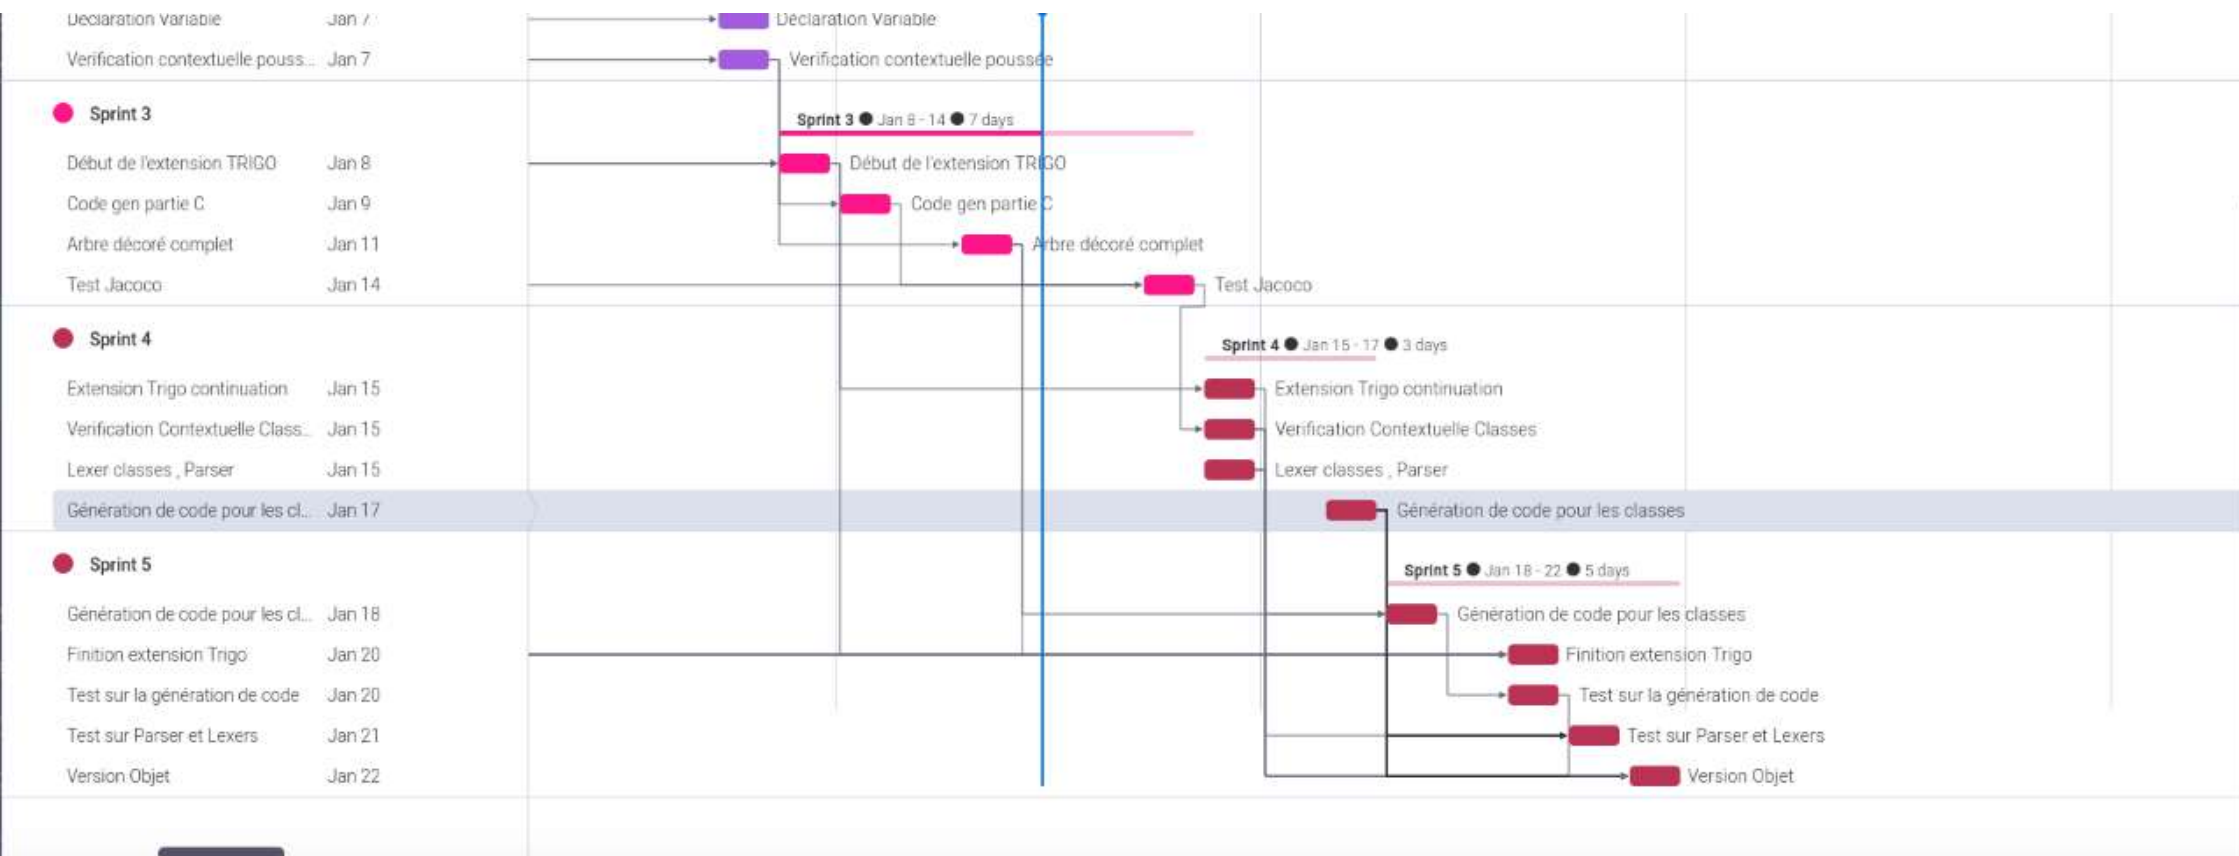 Déclaration Variable Jan 7 Déclaration Variable
Verification contextuelle pouss... Jan 7 Verification contextuelle poussée
Sprint 3
Sprint 3 ● Jan 8 - 14 ● 7 days
Début de l'extension TRIGO Jan 8 Début de l'extension TRIGO
Code gen partie C Jan 9 Code gen partie C
Arbre décoré complet Jan 11 Arbre décoré complet
Test Jacoco Jan 14 Test Jacoco
Sprint 4
Sprint 4 ● Jan 15 - 17 ● 3 days
Extension Trigo continuation Jan 15 Extension Trigo continuation
Verification Contextuelle Class... Jan 15 Verification Contextuelle Classes
Lexer classes , Parser Jan 15 Lexer classes , Parser
Génération de code pour les cl... Jan 17 Génération de code pour les classes
Sprint 5
Sprint 5 ● Jan 18 - 22 ● 5 days
Génération de code pour les cl... Jan 18 Génération de code pour les classes
Finition extension Trigo Jan 20 Finition extension Trigo
Test sur la génération de code Jan 20 Test sur la génération de code
Test sur Parser et Lexers Jan 21 Test sur Parser et Lexers
Version Objet Jan 22 Version Objet